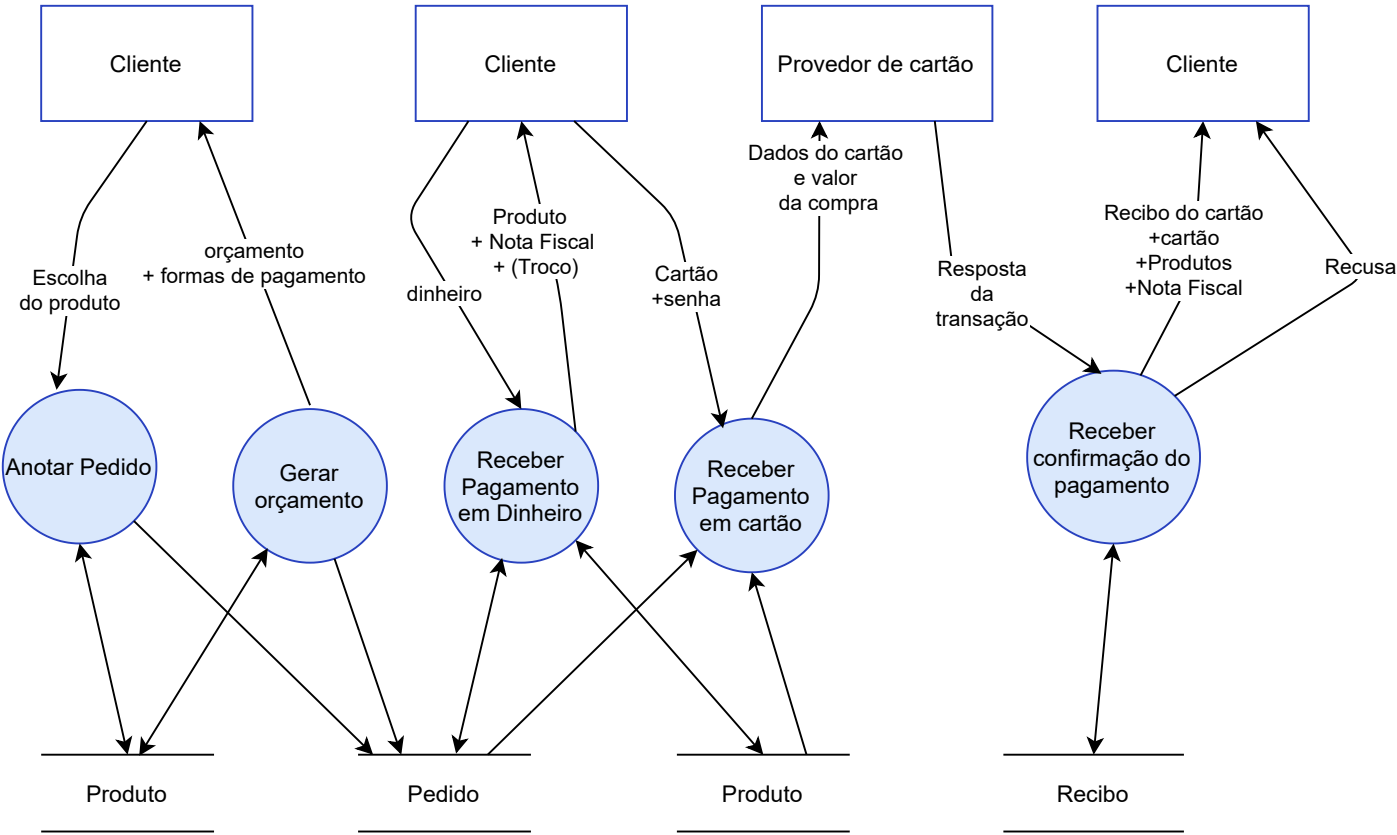 Cliente
Cliente
Provedor de cartão
Cliente
Escolha
do produto
orçamento
+ formas de pagamento
dinheiro
Produto
+ Nota Fiscal
+ (Troco)
Cartão
+senha
Dados do cartão
e valor
da compra
Resposta
da
transação
Recibo do cartão
+cartão
+Produtos
+Nota Fiscal
Recusa
Anotar Pedido
Gerar
orçamento
Receber
Pagamento
em Dinheiro
Receber
Pagamento
em cartão
Receber
confirmação do
pagamento
Produto
Pedido
Produto
Recibo